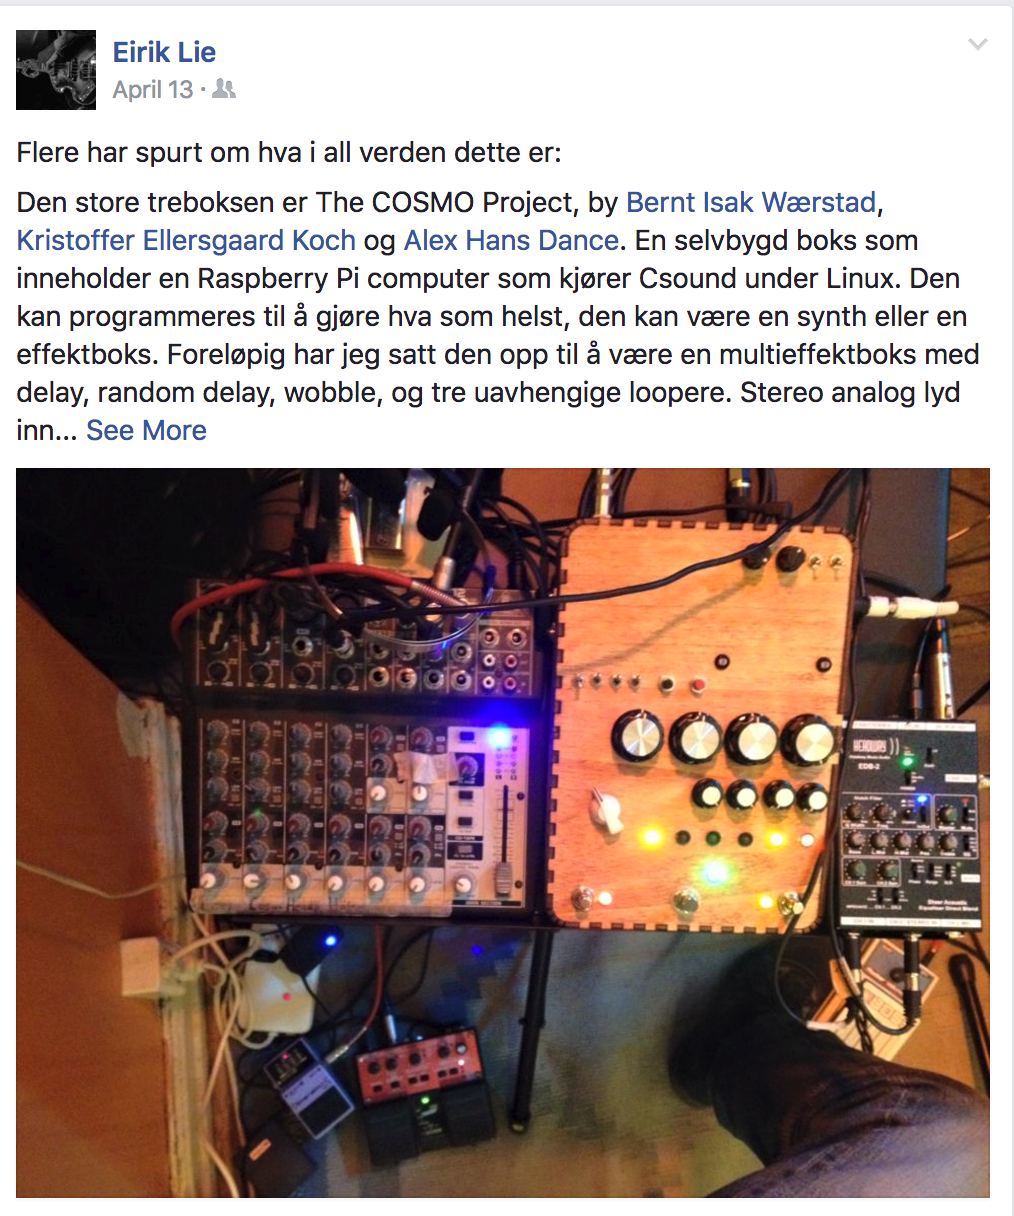 Eirik Lie
April 13 ·
Flere har spurt om hva i all verden dette er:
Den store treboksen er The COSMO Project, by Bernt Isak Wærstad,
Kristoffer Ellersgaard Koch og Alex Hans Dance. En selvbygd boks som
inneholder en Raspberry Pi computer som kjører Csound under Linux. Den
kan programmeres til å gjøre hva som helst, den kan være en synth eller en
effektboks. Foreløpig har jeg satt den opp til å være en multieffektboks med
delay, random delay, wobble, og tre uavhengige loopere. Stereo analog lyd
inn... See More
HEADWAY
EDB-2